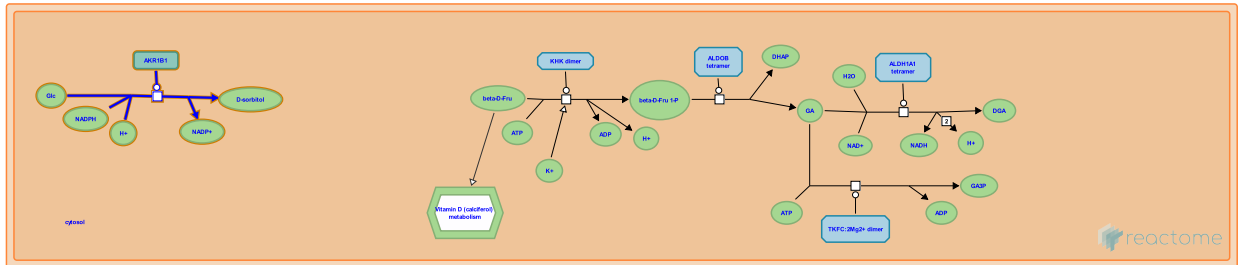 AKR1B1
Glc
NADPH
H+
D-sorbitol
NADP+
KHK dimer
beta-D-Fru
ATP
K+
ADP
H+
beta-D-Fru 1-P
Vitamin D (calciferol)
metabolism
ALDOB
tetramer
DHAP
GA
H2O
ALDH1A1
tetramer
NAD+
NADH
2
H+
DGA
ATP
TKFC:2Mg2+ dimer
ADP
GA3P
cytosol
reactome